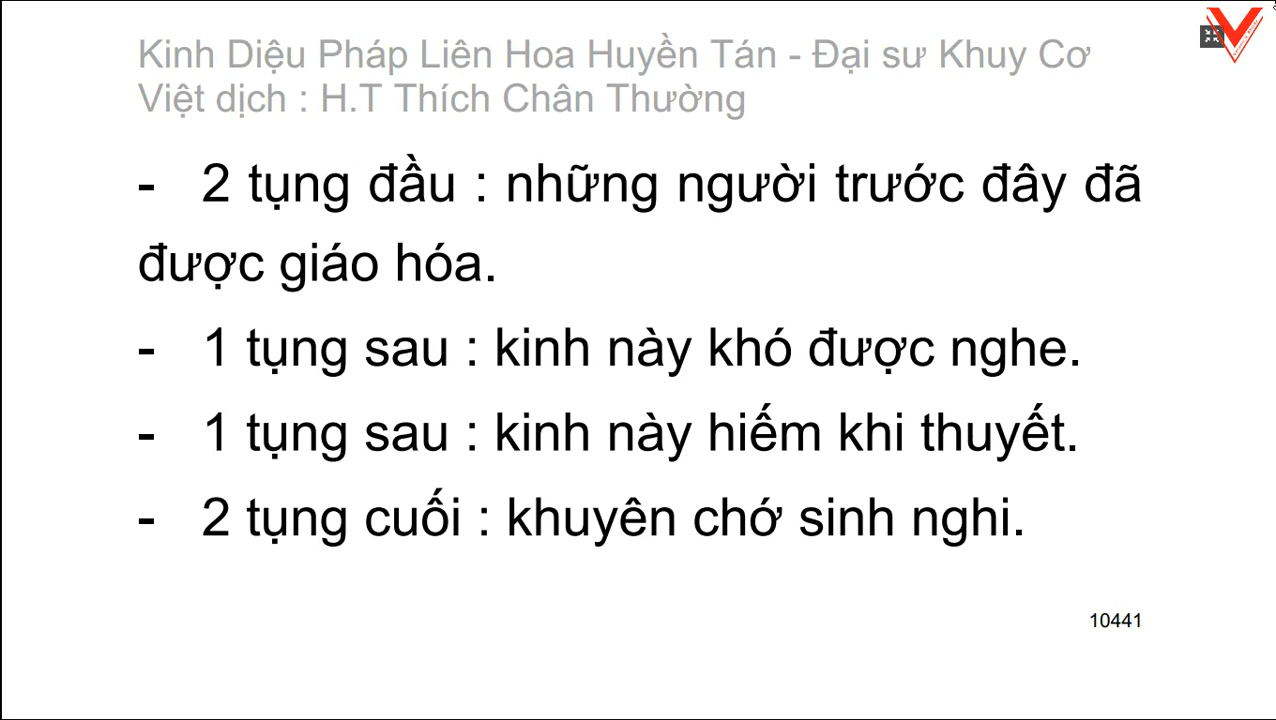 Kinh Diệu Pháp Liên Hoa Huyền Tán - Đại sư Khuy Cơ
Việt dịch : H.T Thích Chân Thường
- 2 tụng đầu : những người trước đây đã
được giáo hóa.
- 1 tụng sau : kinh này khó được nghe.
- 1 tụng sau : kinh này hiếm khi thuyết.
- 2 tụng cuối : khuyên chớ sinh nghi.
10441